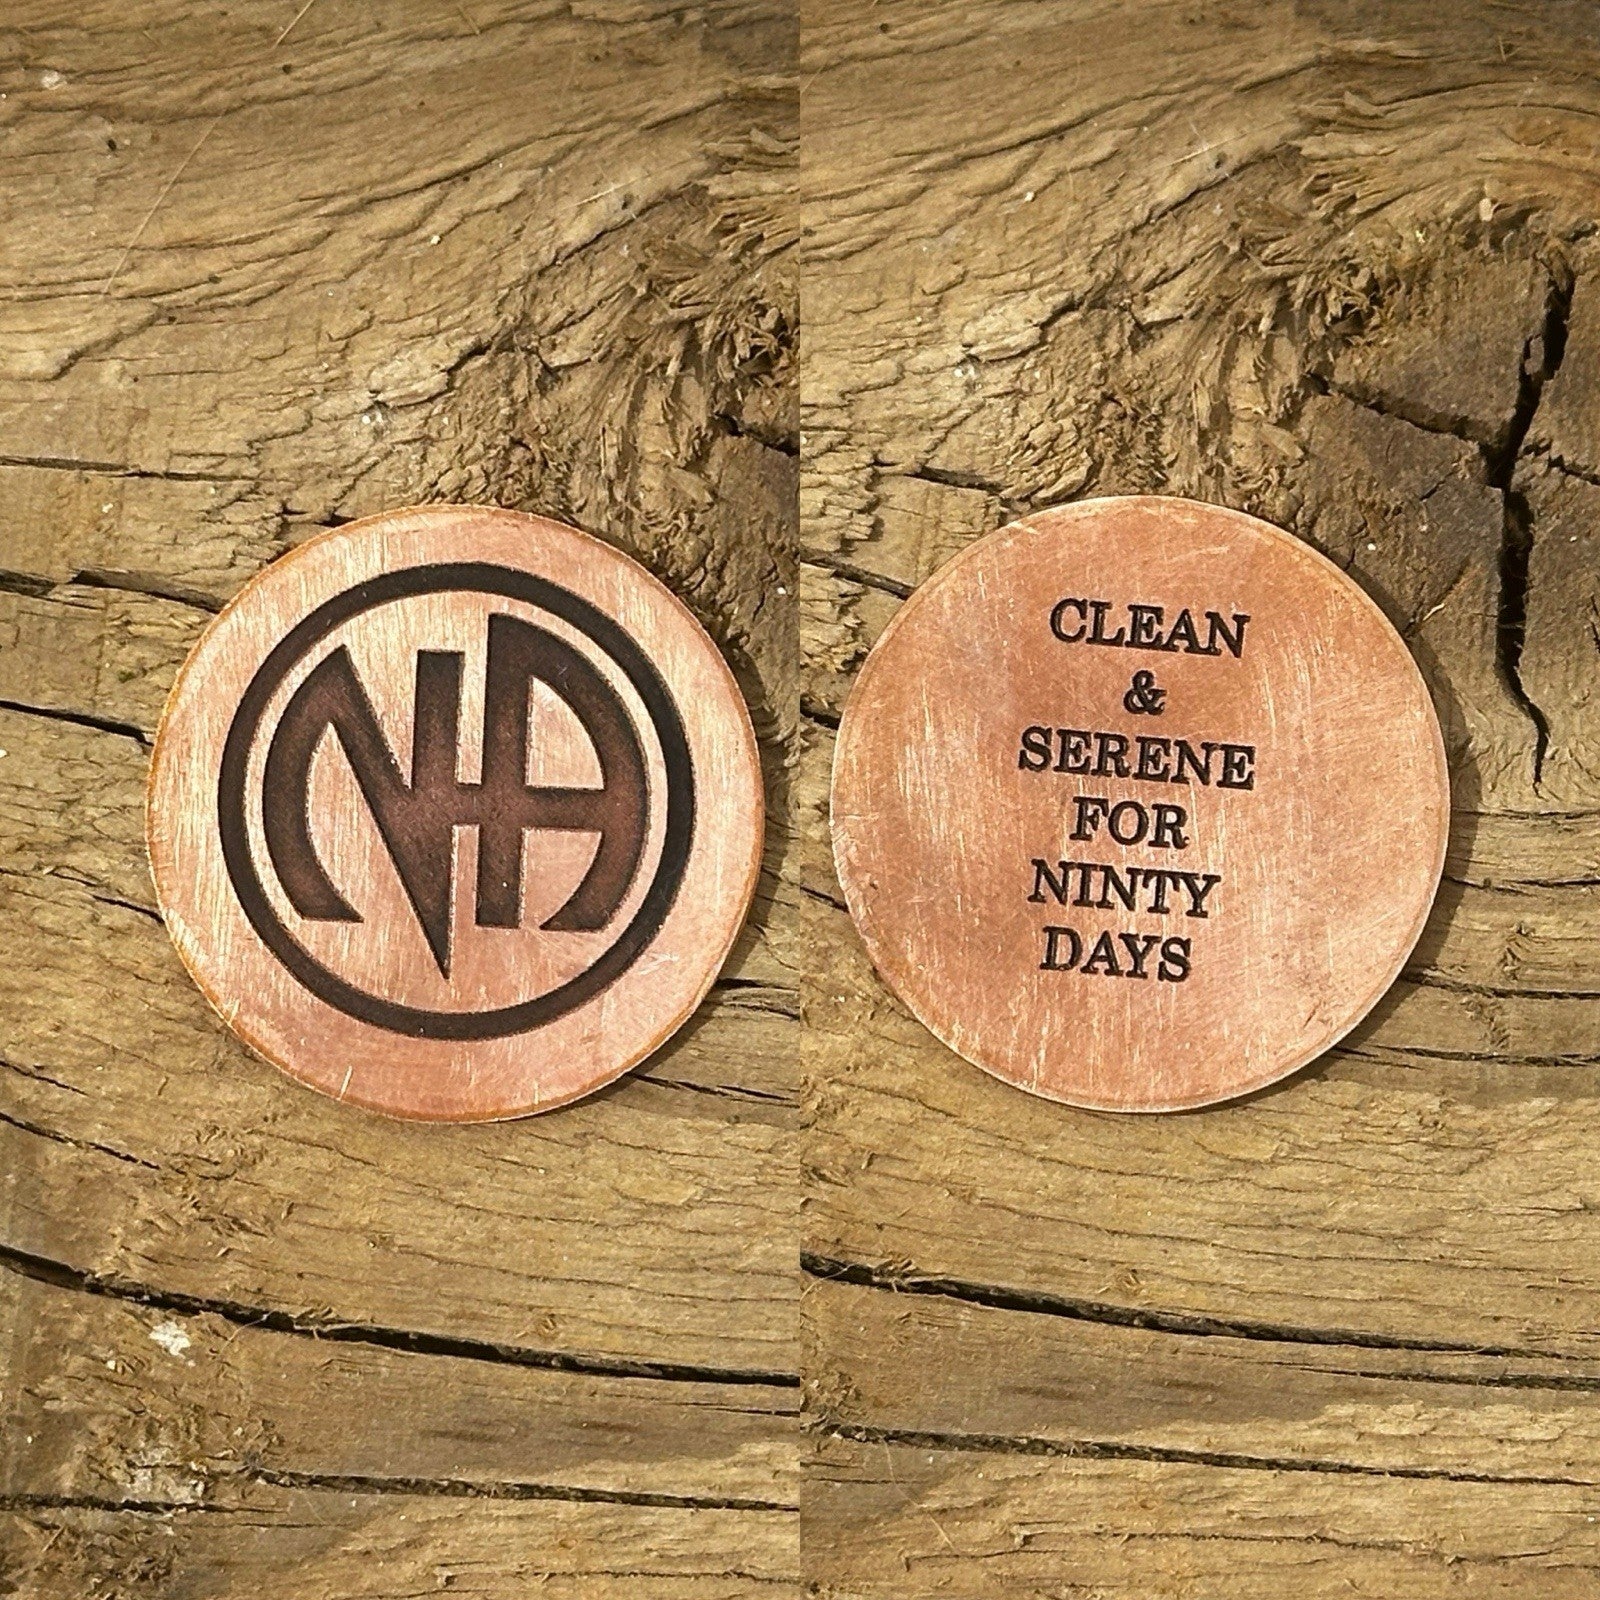 NA
CLEAN
&
SERENE
FOR
NINTY
DAYS